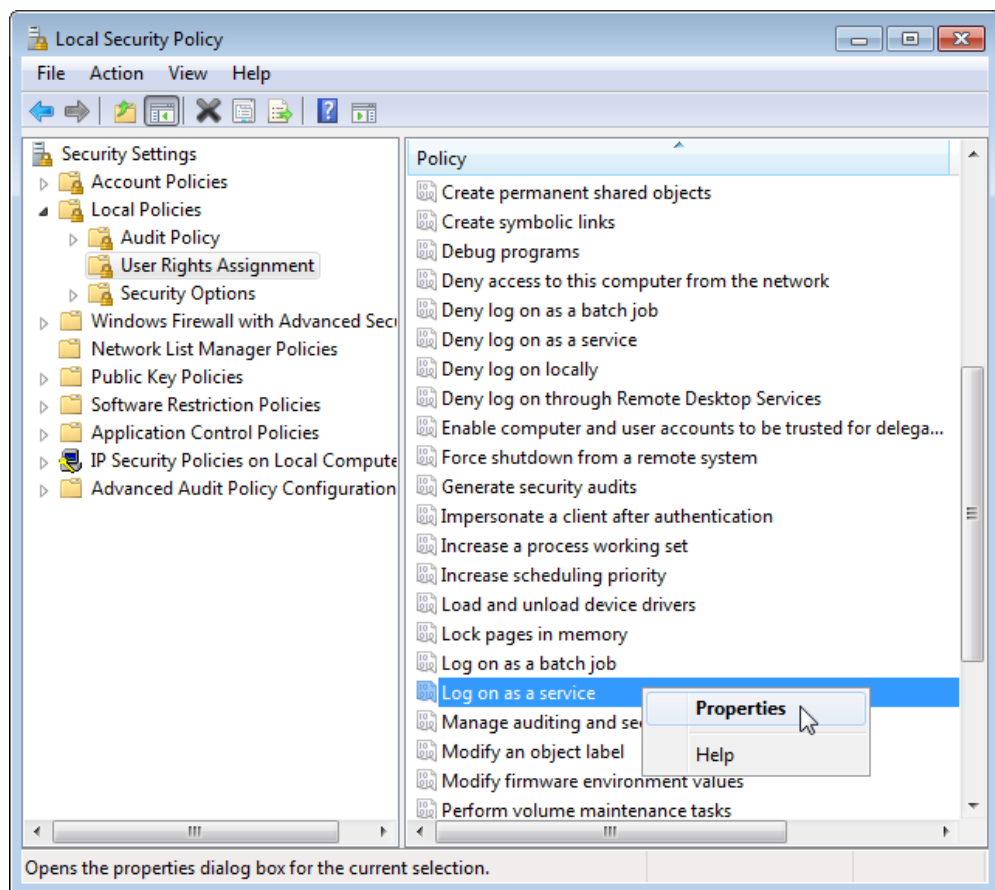 Local Security Policy
File Action View Help
Security Settings
Account Policies
Local Policies
Audit Policy
User Rights Assignment
Security Options
Windows Firewall with Advanced Secu
Network List Manager Policies
Public Key Policies
Software Restriction Policies
Application Control Policies
IP Security Policies on Local Compute
Advanced Audit Policy Configuration
Policy
Create permanent shared objects
Create symbolic links
Debug programs
Deny access to this computer from the network
Deny log on as a batch job
Deny log on as a service
Deny log on locally
Deny log on through Remote Desktop Services
Enable computer and user accounts to be trusted for delega...
Force shutdown from a remote system
Generate security audits
Impersonate a client after authentication
Increase a process working set
Increase scheduling priority
Load and unload device drivers
Lock pages in memory
Log on as a batch job
Log on as a service
Manage auditing and se
Modify an object label
Modify firmware environment values
Perform volume maintenance tasks
Properties
Help
Opens the properties dialog box for the current selection.